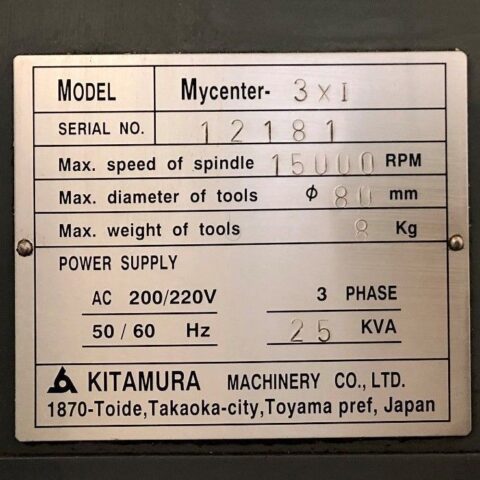 MODEL Mycenter- 3XI
SERIAL NO. 12181
Max. speed of spindle 15000 RPM
Max. diameter of tools φ 80 mm
Max. weight of tools 8 Kg
POWER SUPPLY
AC 200/220V 3 PHASE
50/60 Hz 25 KVA
KITAMURA MACHINERY CO., LTD.
1870-Toide,Takaoka-city,Toyama pref, Japan